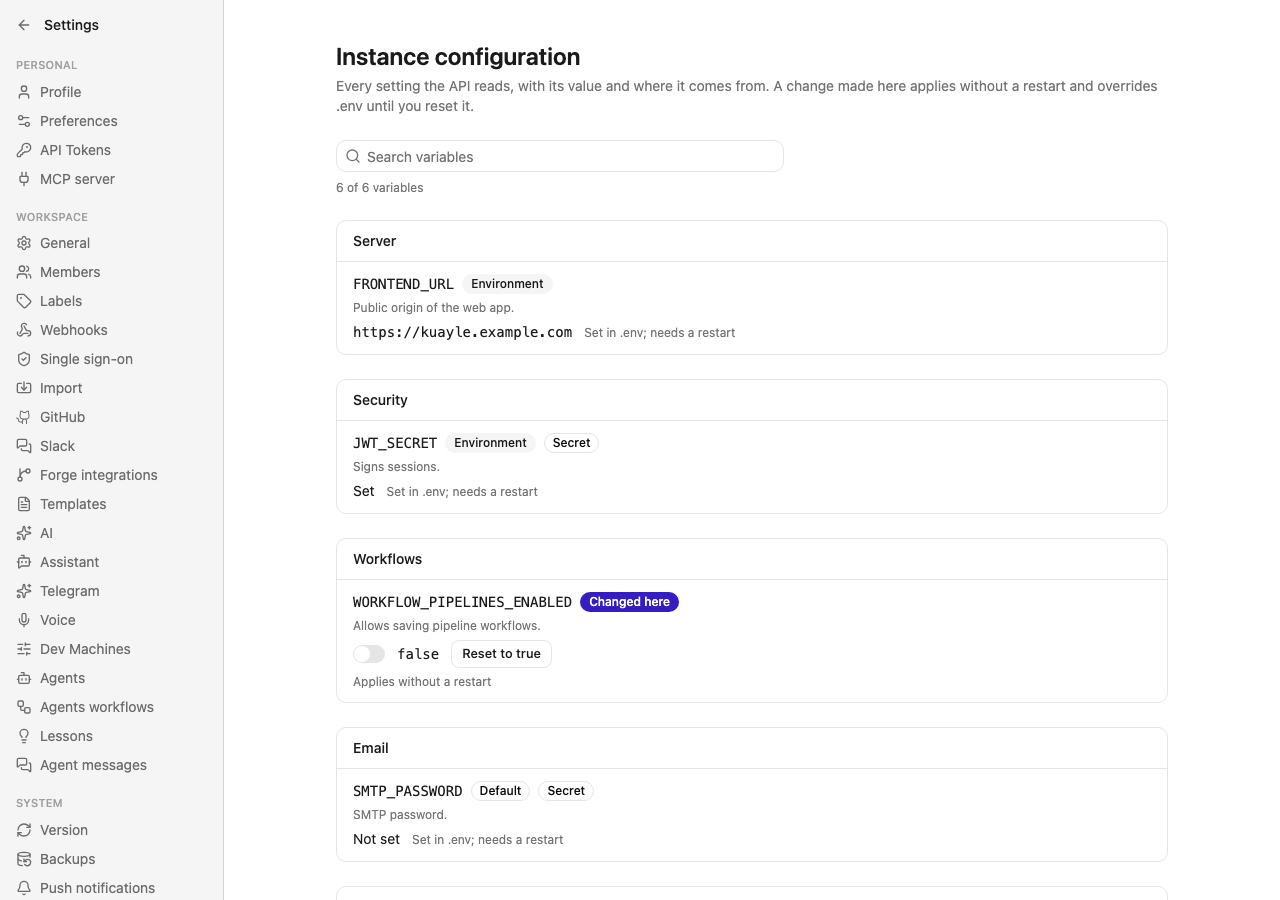 Settings
PERSONAL
Profile
Preferences
API Tokens
MCP server
WORKSPACE
General
Members
Labels
Webhooks
Single sign-on
Import
GitHub
Slack
Forge integrations
Templates
AI
Assistant
Telegram
Voice
Dev Machines
Agents
Agents workflows
Lessons
Agent messages
SYSTEM
Version
Backups
Push notifications
Instance configuration
Every setting the API reads, with its value and where it comes from. A change made here applies without a restart and overrides
.env until you reset it.
Search variables
6 of 6 variables
Server
FRONTEND_URL Environment
Public origin of the web app.
https://kuayle.example.com Set in .env; needs a restart
Security
JWT_SECRET Environment Secret
Signs sessions.
Set Set in .env; needs a restart
Workflows
WORKFLOW_PIPELINES_ENABLED Changed here
Allows saving pipeline workflows.
false Reset to true
Applies without a restart
Email
SMTP_PASSWORD Default Secret
SMTP password.
Not set Set in .env; needs a restart